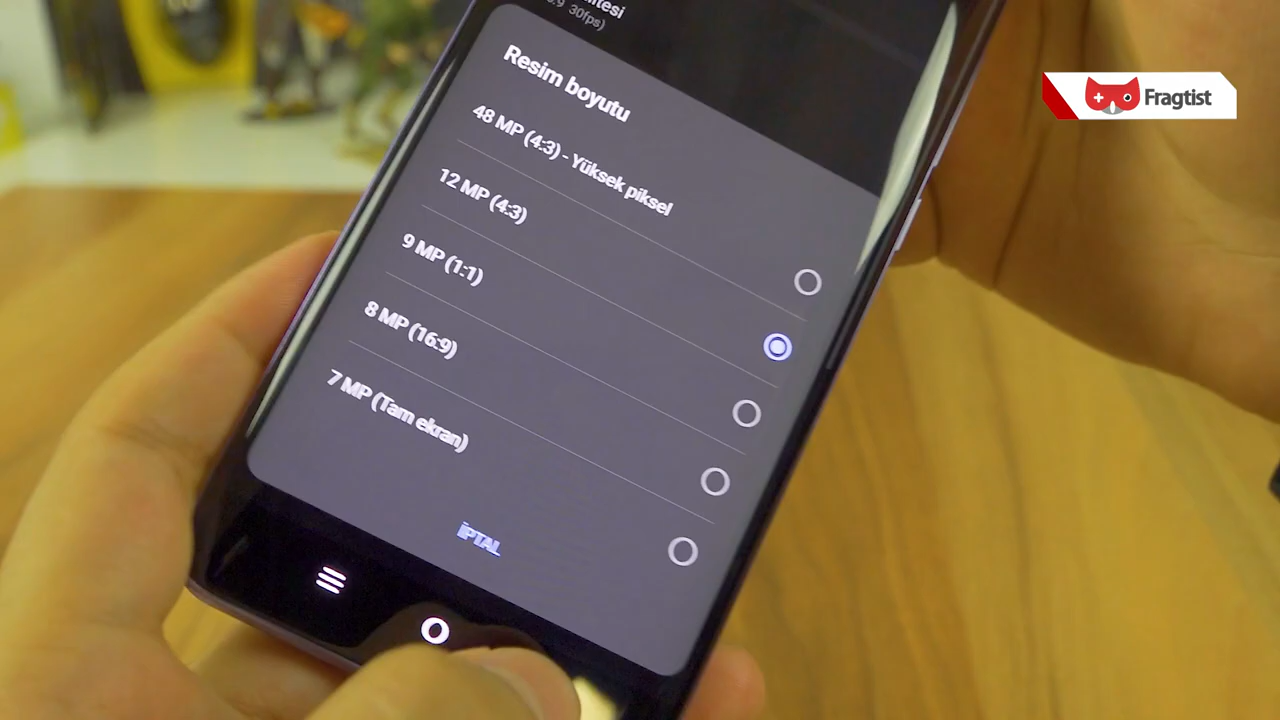 30fps)
Resim boyutu
48 MP (4:3) - Yüksek piksel
12 MP (4:3)
9 MP (1:1)
8 MP (16:9)
7 MP (Tam ekran)
İPTAL
Fragtist